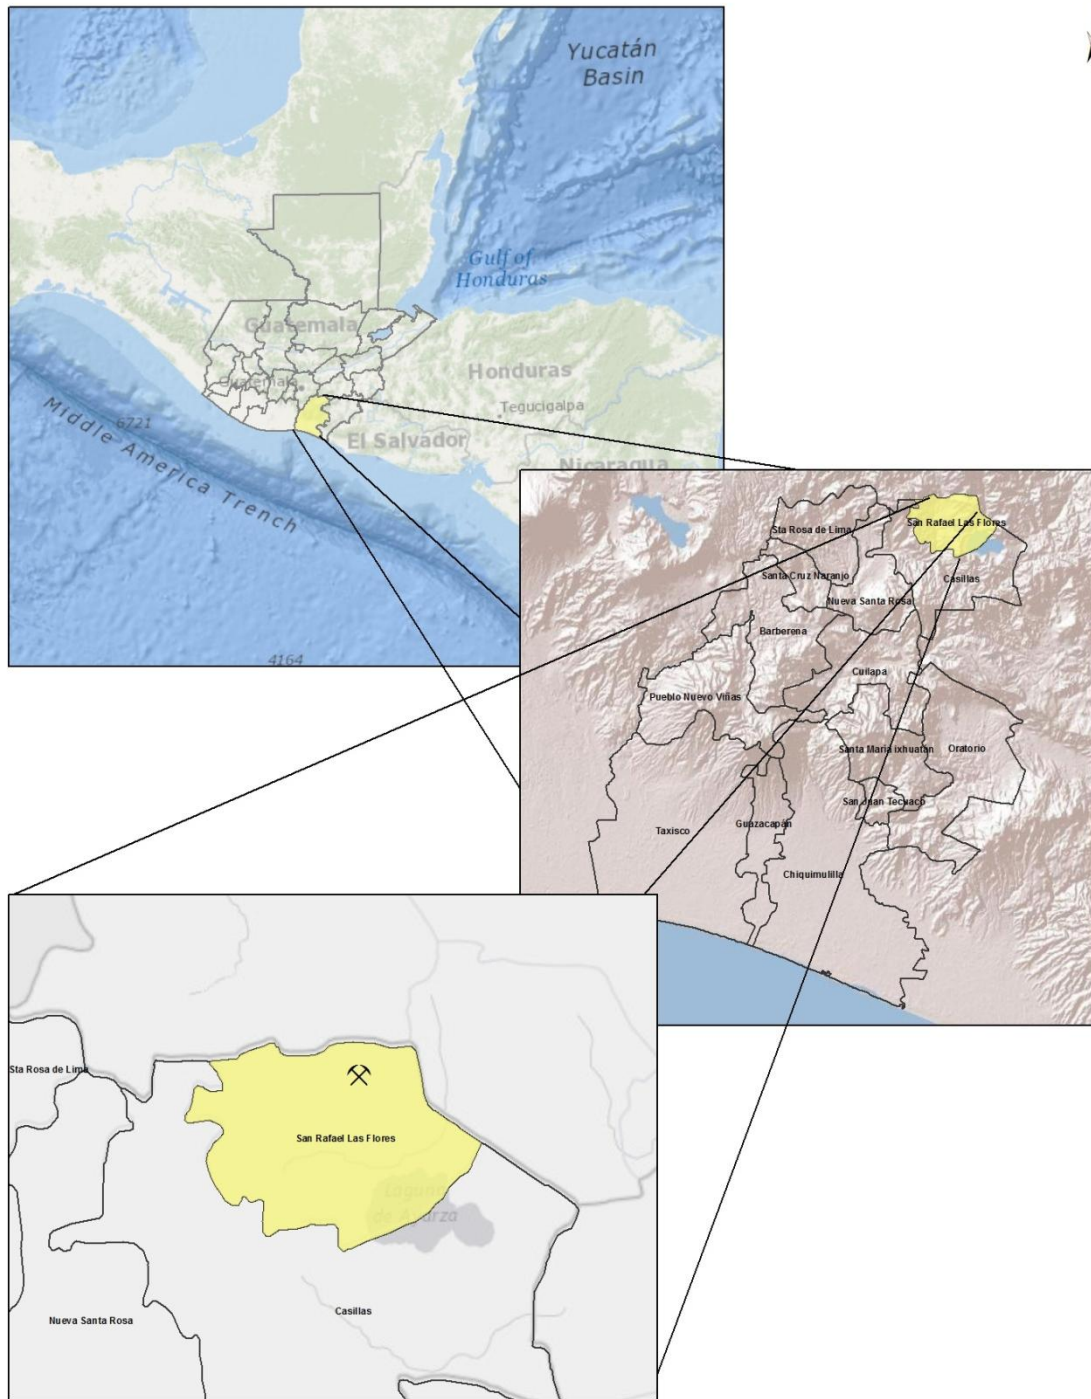 Yucatán
Basin
Gulf of
Honduras
Guatemala
Guatemala
Honduras
Tegucigalpa
6721
El Salvador
Middle America Trench
Nicaragua
4164
Sta Rosa de Lima
San Rafael Las Flores
Santa Cruz Naranjo
Casillas
Nueva Santa Rosa
Barberena
Cuilapa
Pueblo Nuevo Viñas
Santa María ixhuatán
Oratorio
San Juan Tecuaco
Taxisco
Guazacapán
Chiquimulilla
Sta Rosa de Lima
San Rafael Las Flores
Laguna
de Ayarza
Casillas
Nueva Santa Rosa